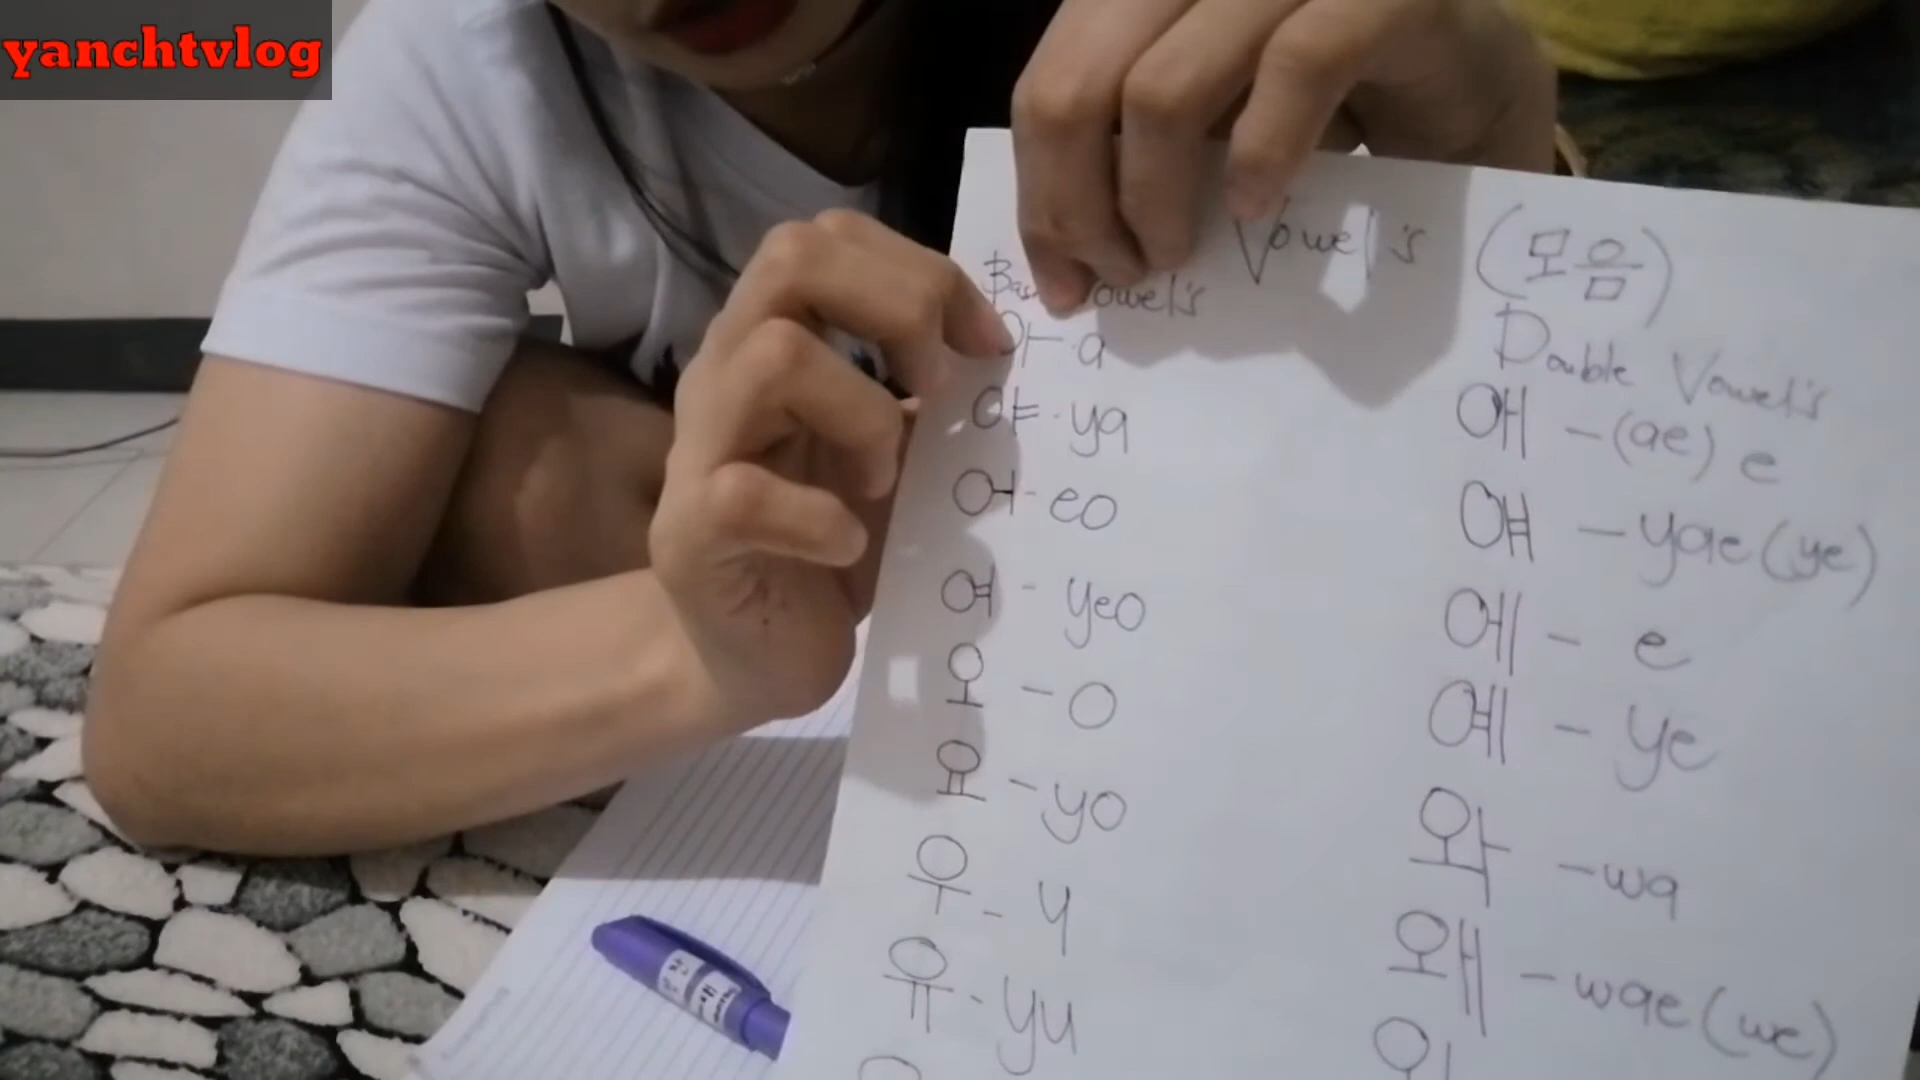 yanchtvlog
Vowel's (모음)
Vowel's
아 - a
야 - ya
어 - eo
여 - yeo
오 - o
요 - yo
우 - y
유 - yu
Double Vowel's
애 - (ae) e
얘 - yae (ye)
에 - e
예 - ye
와 - wa
왜 - wae (we)